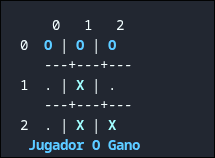 0 1 2
0 O | O | O
---+---+---
1 . | X | .
---+---+---
2 . | X | X
Jugador O Gano